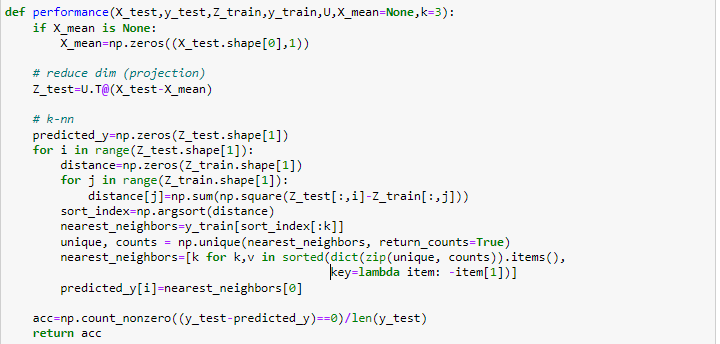 def performance(X_test,y_test,Z_train,y_train,U,X_mean=None,k=3):
    if X_mean is None:
        X_mean=np.zeros((X_test.shape[0],1))
    # reduce dim (projection)
    Z_test=U.T@(X_test-X_mean)
    # k-nn
    predicted_y=np.zeros(Z_test.shape[1])
    for i in range(Z_test.shape[1]):
        distance=np.zeros(Z_train.shape[1])
        for j in range(Z_train.shape[1]):
            distance[j]=np.sum(np.square(Z_test[:,i]-Z_train[:,j]))
        sort_index=np.argsort(distance)
        nearest_neighbors=y_train[sort_index[:k]]
        unique, counts = np.unique(nearest_neighbors, return_counts=True)
        nearest_neighbors=[k for k,v in sorted(dict(zip(unique, counts)).items(),
                                               key=lambda item: -item[1])]
        predicted_y[i]=nearest_neighbors[0]
    acc=np.count_nonzero((y_test-predicted_y)==0)/len(y_test)
    return acc